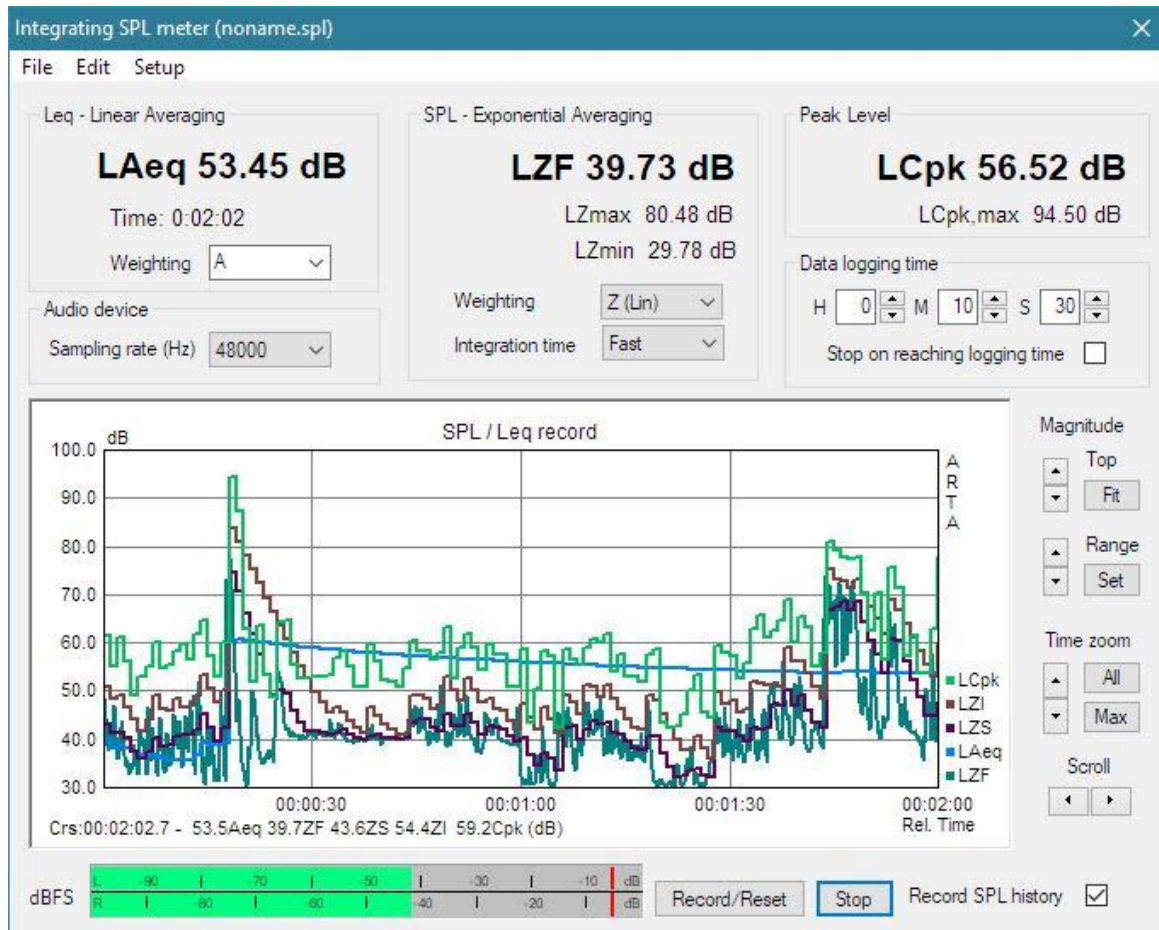 Integrating SPL meter (noname.spl)
File Edit Setup
Leq - Linear Averaging
LAeq 53.45 dB
Time: 0:02:02
Weighting A
Audio device
Sampling rate (Hz) 48000
SPL - Exponential Averaging
LZF 39.73 dB
LZmax 80.48 dB
LZmin 29.78 dB
Weighting Z (Lin)
Integration time Fast
Peak Level
LCpk 56.52 dB
LCpk,max 94.50 dB
Data logging time
H 0 M 10 S 30
Stop on reaching logging time
SPL / Leq record
dB
100.0
90.0
80.0
70.0
60.0
50.0
40.0
30.0
A
R
T
A
LCpk
LZI
LZS
LAeq
LZF
00:00:30 00:01:00 00:01:30 00:02:00
Crs:00:02:02.7 - 53.5Aeq 39.7ZF 43.6ZS 54.4ZI 59.2Cpk (dB)
Rel. Time
Magnitude
Top
Fit
Range
Set
Time zoom
All
Max
Scroll
dBFS
L -90 -70 -50 -30 -10 dB
R -80 -60 -40 -20 dB
Record/Reset Stop Record SPL history